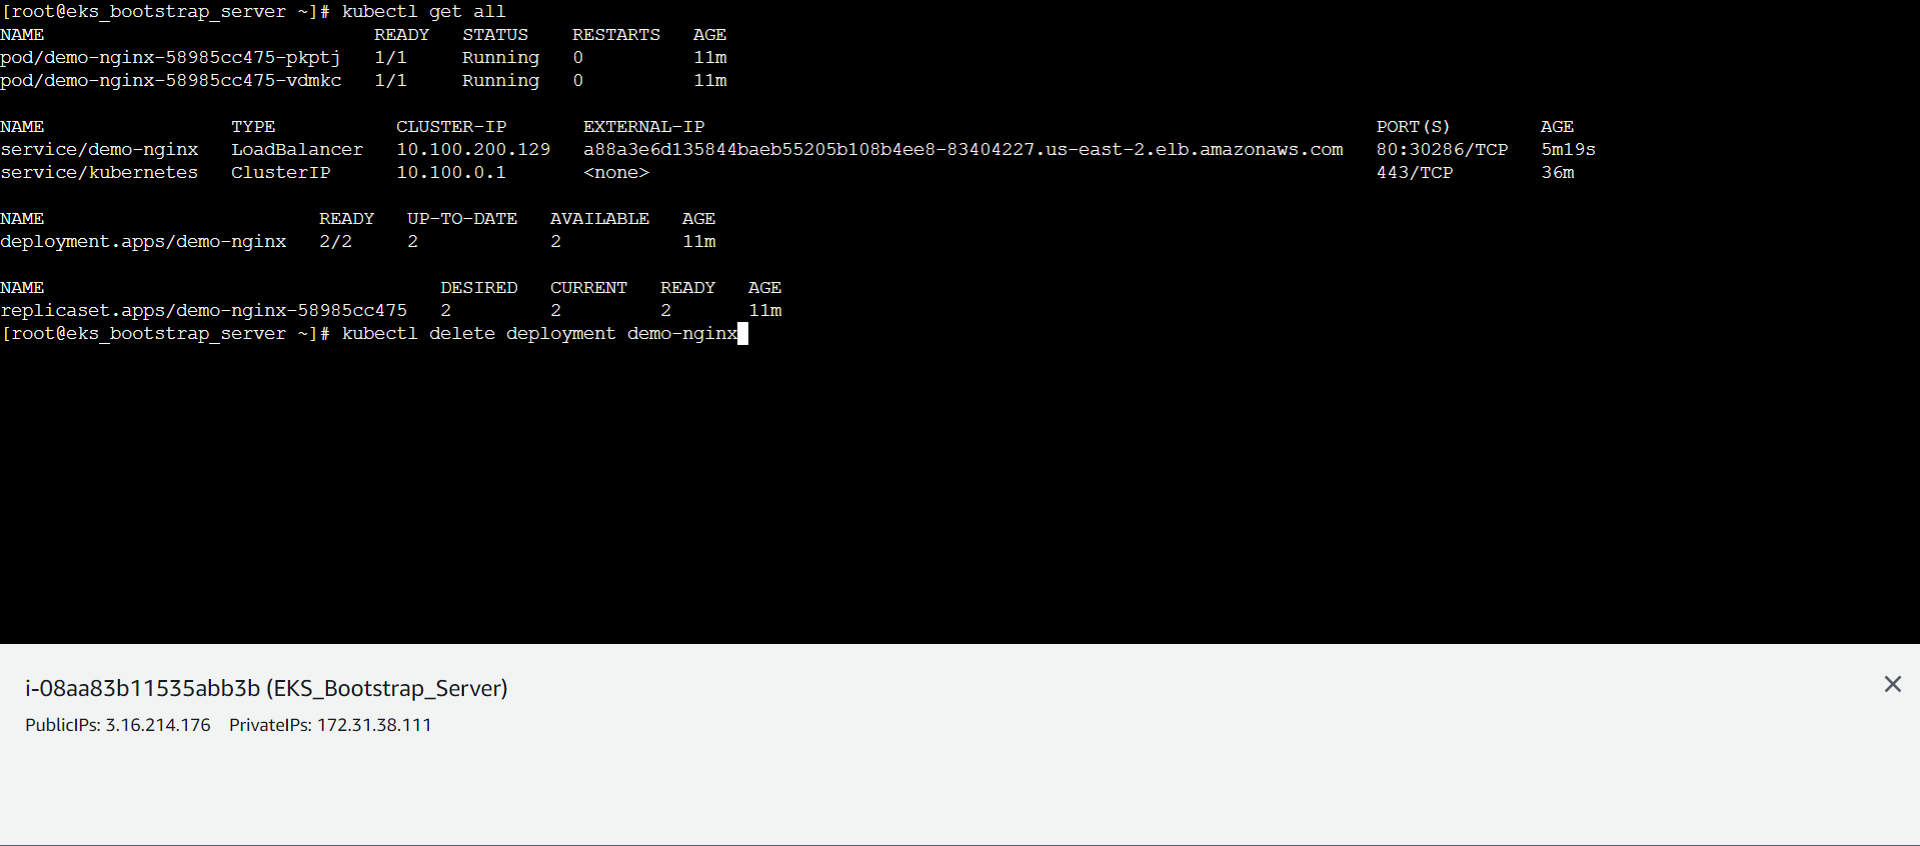 [root@eks_bootstrap_server ~]# kubectl get all
NAME READY STATUS RESTARTS AGE
pod/demo-nginx-58985cc475-pkptj 1/1 Running 0 11m
pod/demo-nginx-58985cc475-vdmkc 1/1 Running 0 11m
NAME TYPE CLUSTER-IP EXTERNAL-IP PORT(S) AGE
service/demo-nginx LoadBalancer 10.100.200.129 a88a3e6d135844baeb55205b108b4ee8-83404227.us-east-2.elb.amazonaws.com 80:30286/TCP 5m19s
service/kubernetes ClusterIP 10.100.0.1 <none> 443/TCP 36m
NAME READY UP-TO-DATE AVAILABLE AGE
deployment.apps/demo-nginx 2/2 2 2 11m
NAME DESIRED CURRENT READY AGE
replicaset.apps/demo-nginx-58985cc475 2 2 2 11m
[root@eks_bootstrap_server ~]# kubectl delete deployment demo-nginx
i-08aa83b11535abb3b (EKS_Bootstrap_Server)
PublicIPs: 3.16.214.176 PrivateIPs: 172.31.38.111